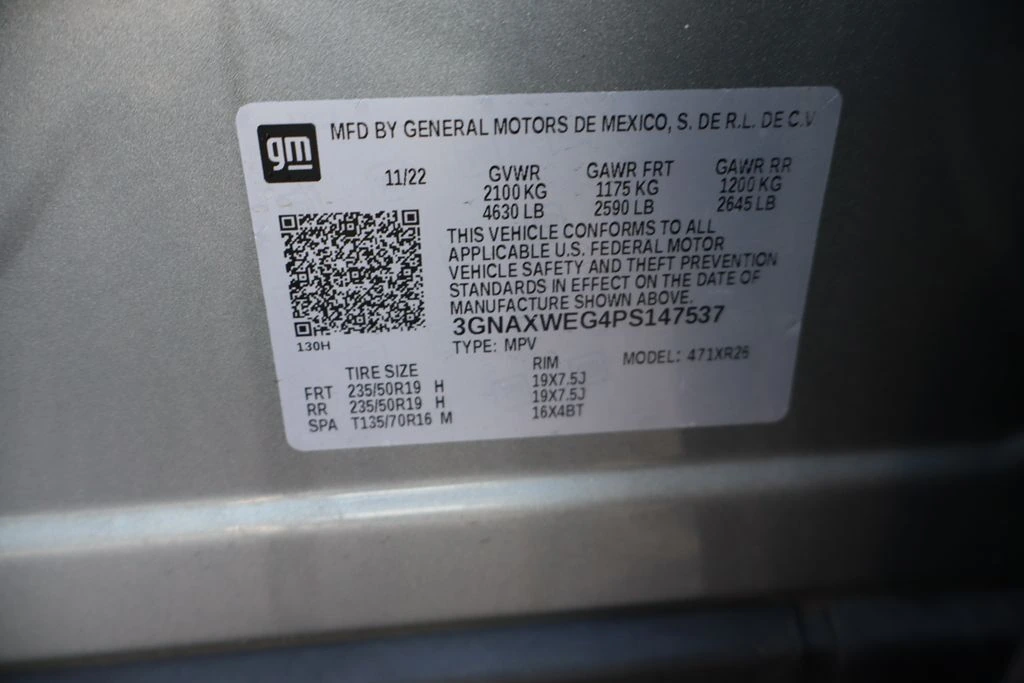 gm
MFD BY GENERAL MOTORS DE MEXICO, S. DE R.L. DE C.V
11/22
GVWR GAWR FRT GAWR RR
2100 KG 1175 KG 1200 KG
4630 LB 2590 LB 2645 LB
THIS VEHICLE CONFORMS TO ALL
APPLICABLE U.S. FEDERAL MOTOR
VEHICLE SAFETY AND THEFT PREVENTION
STANDARDS IN EFFECT ON THE DATE OF
MANUFACTURE SHOWN ABOVE.
3GNAXWEG4PS147537
130H
TYPE: MPV MODEL: 471XR26
TIRE SIZE RIM
FRT 235/50R19 H 19X7.5J
RR 235/50R19 H 19X7.5J
SPA T135/70R16 M 16X4BT